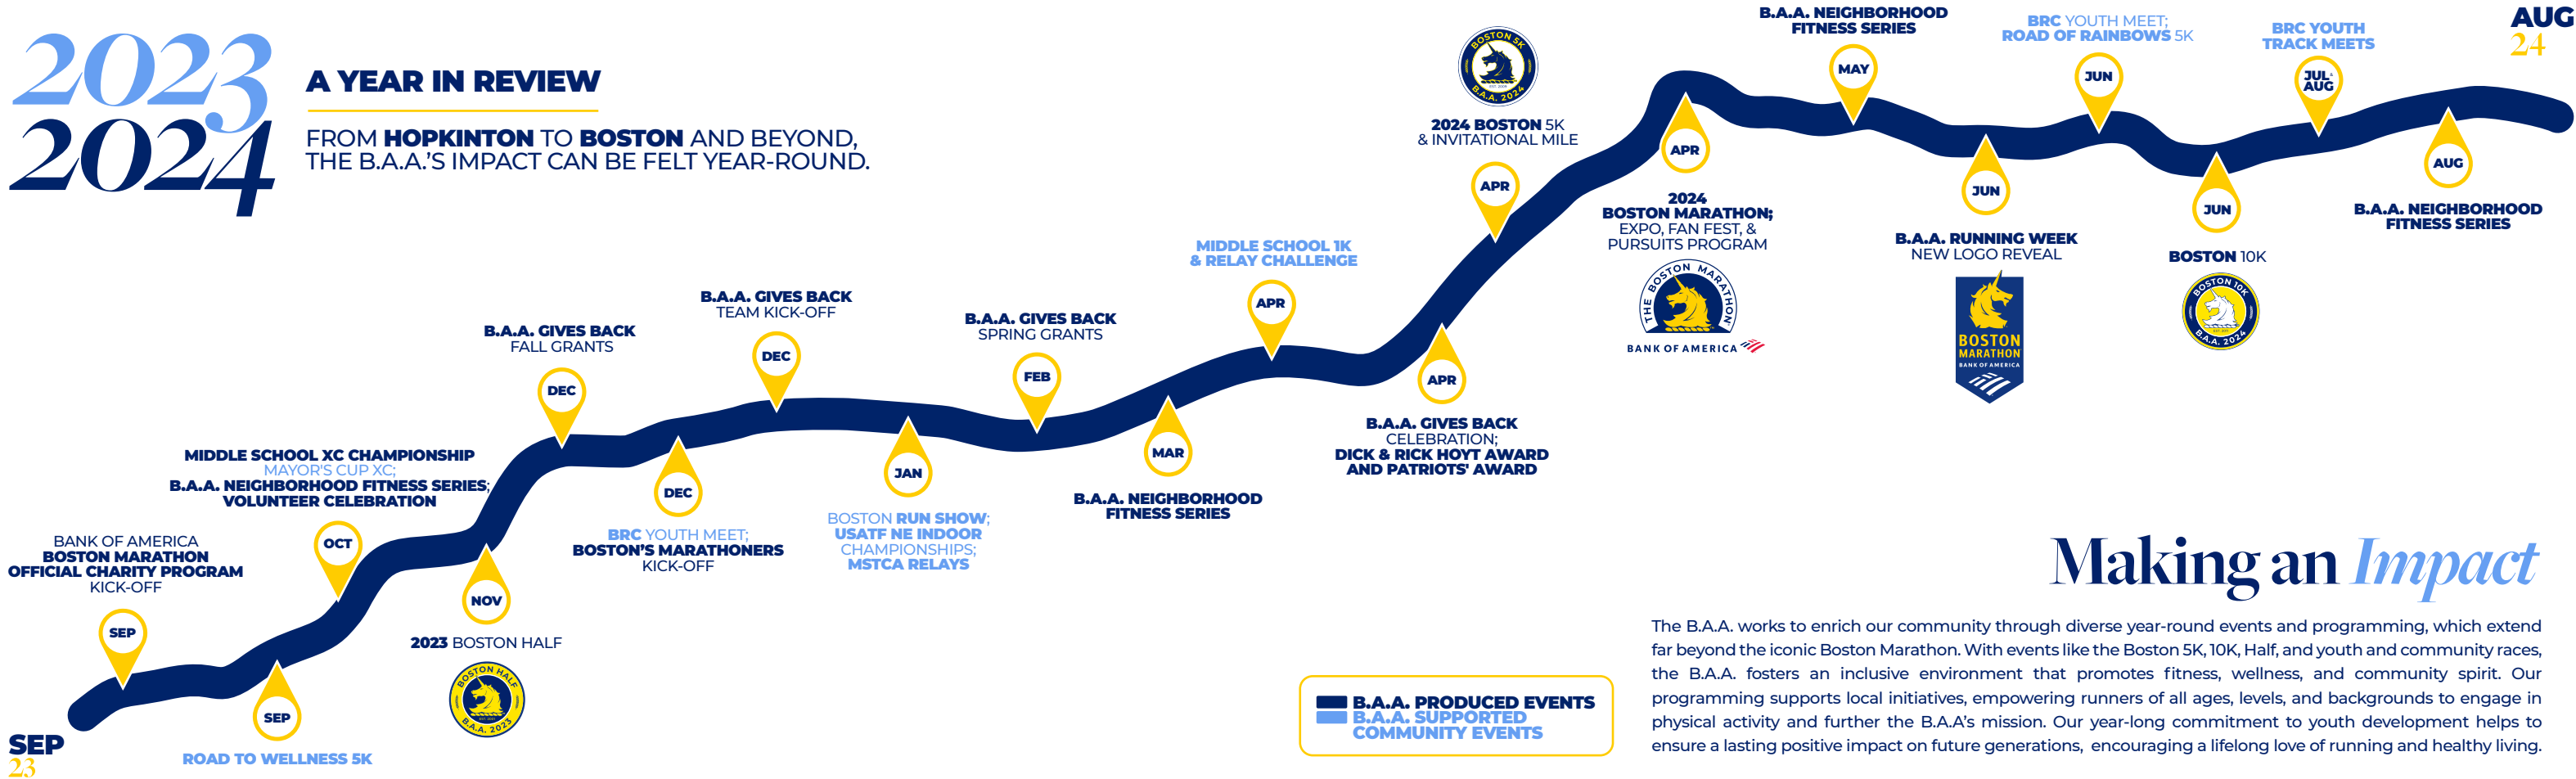 2023
2024
A YEAR IN REVIEW
FROM HOPKINTON TO BOSTON AND BEYOND,
THE B.A.A.'S IMPACT CAN BE FELT YEAR-ROUND.
SEP
23
BANK OF AMERICA
BOSTON MARATHON
OFFICIAL CHARITY PROGRAM
KICK-OFF
SEP
SEP
ROAD TO WELLNESS 5K
MIDDLE SCHOOL XC CHAMPIONSHIP
MAYOR'S CUP XC;
B.A.A. NEIGHBORHOOD FITNESS SERIES;
VOLUNTEER CELEBRATION
OCT
NOV
2023 BOSTON HALF
BOSTON HALF
B.A.A. 2023
B.A.A. GIVES BACK
FALL GRANTS
DEC
DEC
BRC YOUTH MEET;
BOSTON'S MARATHONERS
KICK-OFF
B.A.A. GIVES BACK
TEAM KICK-OFF
DEC
JAN
BOSTON RUN SHOW;
USATF NE INDOOR
CHAMPIONSHIPS;
MSTCA RELAYS
B.A.A. GIVES BACK
SPRING GRANTS
FEB
MAR
B.A.A. NEIGHBORHOOD
FITNESS SERIES
MIDDLE SCHOOL 1K
& RELAY CHALLENGE
APR
APR
B.A.A. GIVES BACK
CELEBRATION;
DICK & RICK HOYT AWARD
AND PATRIOTS' AWARD
BOSTON 5K
B.A.A. 2024
2024 BOSTON 5K
& INVITATIONAL MILE
APR
APR
2024
BOSTON MARATHON;
EXPO, FAN FEST, &
PURSUITS PROGRAM
THE BOSTON MARATHON
BANK OF AMERICA
B.A.A. NEIGHBORHOOD
FITNESS SERIES
MAY
JUN
B.A.A. RUNNING WEEK
NEW LOGO REVEAL
BOSTON
MARATHON
BANK OF AMERICA
BRC YOUTH MEET;
ROAD OF RAINBOWS 5K
JUN
JUN
BOSTON 10K
BOSTON 10K
B.A.A. 2024
BRC YOUTH
TRACK MEETS
JUL &
AUG
AUG
B.A.A. NEIGHBORHOOD
FITNESS SERIES
AUG
24
B.A.A. PRODUCED EVENTS
B.A.A. SUPPORTED
COMMUNITY EVENTS
Making an Impact
The B.A.A. works to enrich our community through diverse year-round events and programming, which extend
far beyond the iconic Boston Marathon. With events like the Boston 5K, 10K, Half, and youth and community races,
the B.A.A. fosters an inclusive environment that promotes fitness, wellness, and community spirit. Our
programming supports local initiatives, empowering runners of all ages, levels, and backgrounds to engage in
physical activity and further the B.A.A's mission. Our year-long commitment to youth development helps to
ensure a lasting positive impact on future generations, encouraging a lifelong love of running and healthy living.